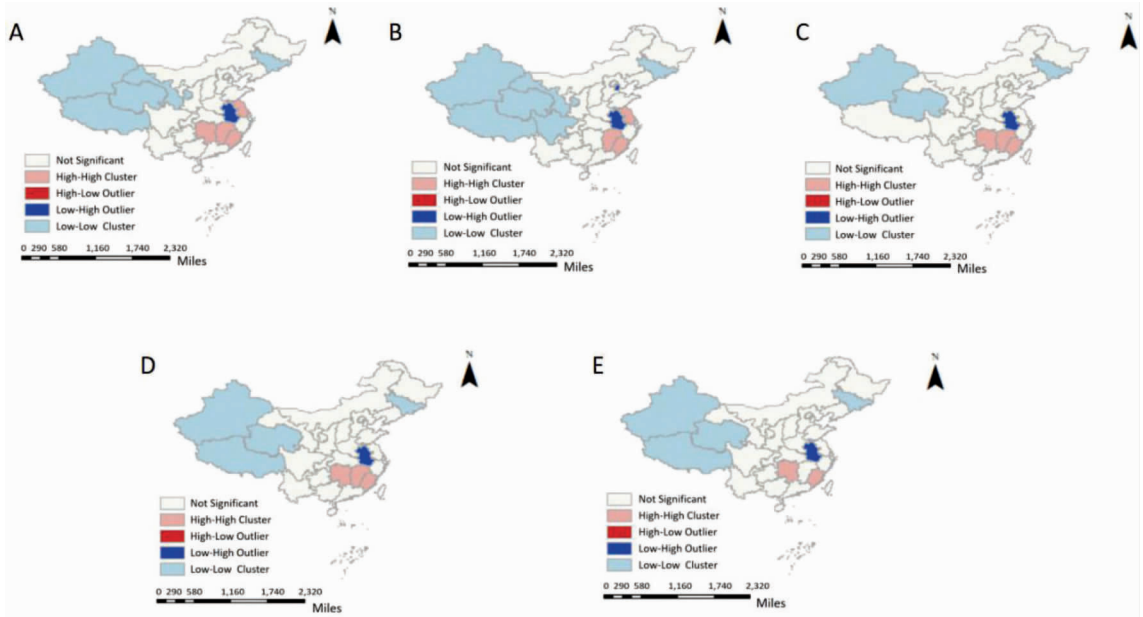 A
N
Not Significant
High-High Cluster
High-Low Outlier
Low-High Outlier
Low-Low Cluster
0 290 580 1,160 1,740 2,320
Miles
B
N
Not Significant
High-High Cluster
High-Low Outlier
Low-High Outlier
Low-Low Cluster
0 290 580 1,160 1,740 2,320
Miles
C
N
Not Significant
High-High Cluster
High-Low Outlier
Low-High Outlier
Low-Low Cluster
0 290 580 1,160 1,740 2,320
Miles
D
N
Not Significant
High-High Cluster
High-Low Outlier
Low-High Outlier
Low-Low Cluster
0 290 580 1,160 1,740 2,320
Miles
E
N
Not Significant
High-High Cluster
High-Low Outlier
Low-High Outlier
Low-Low Cluster
0 290 580 1,160 1,740 2,320
Miles